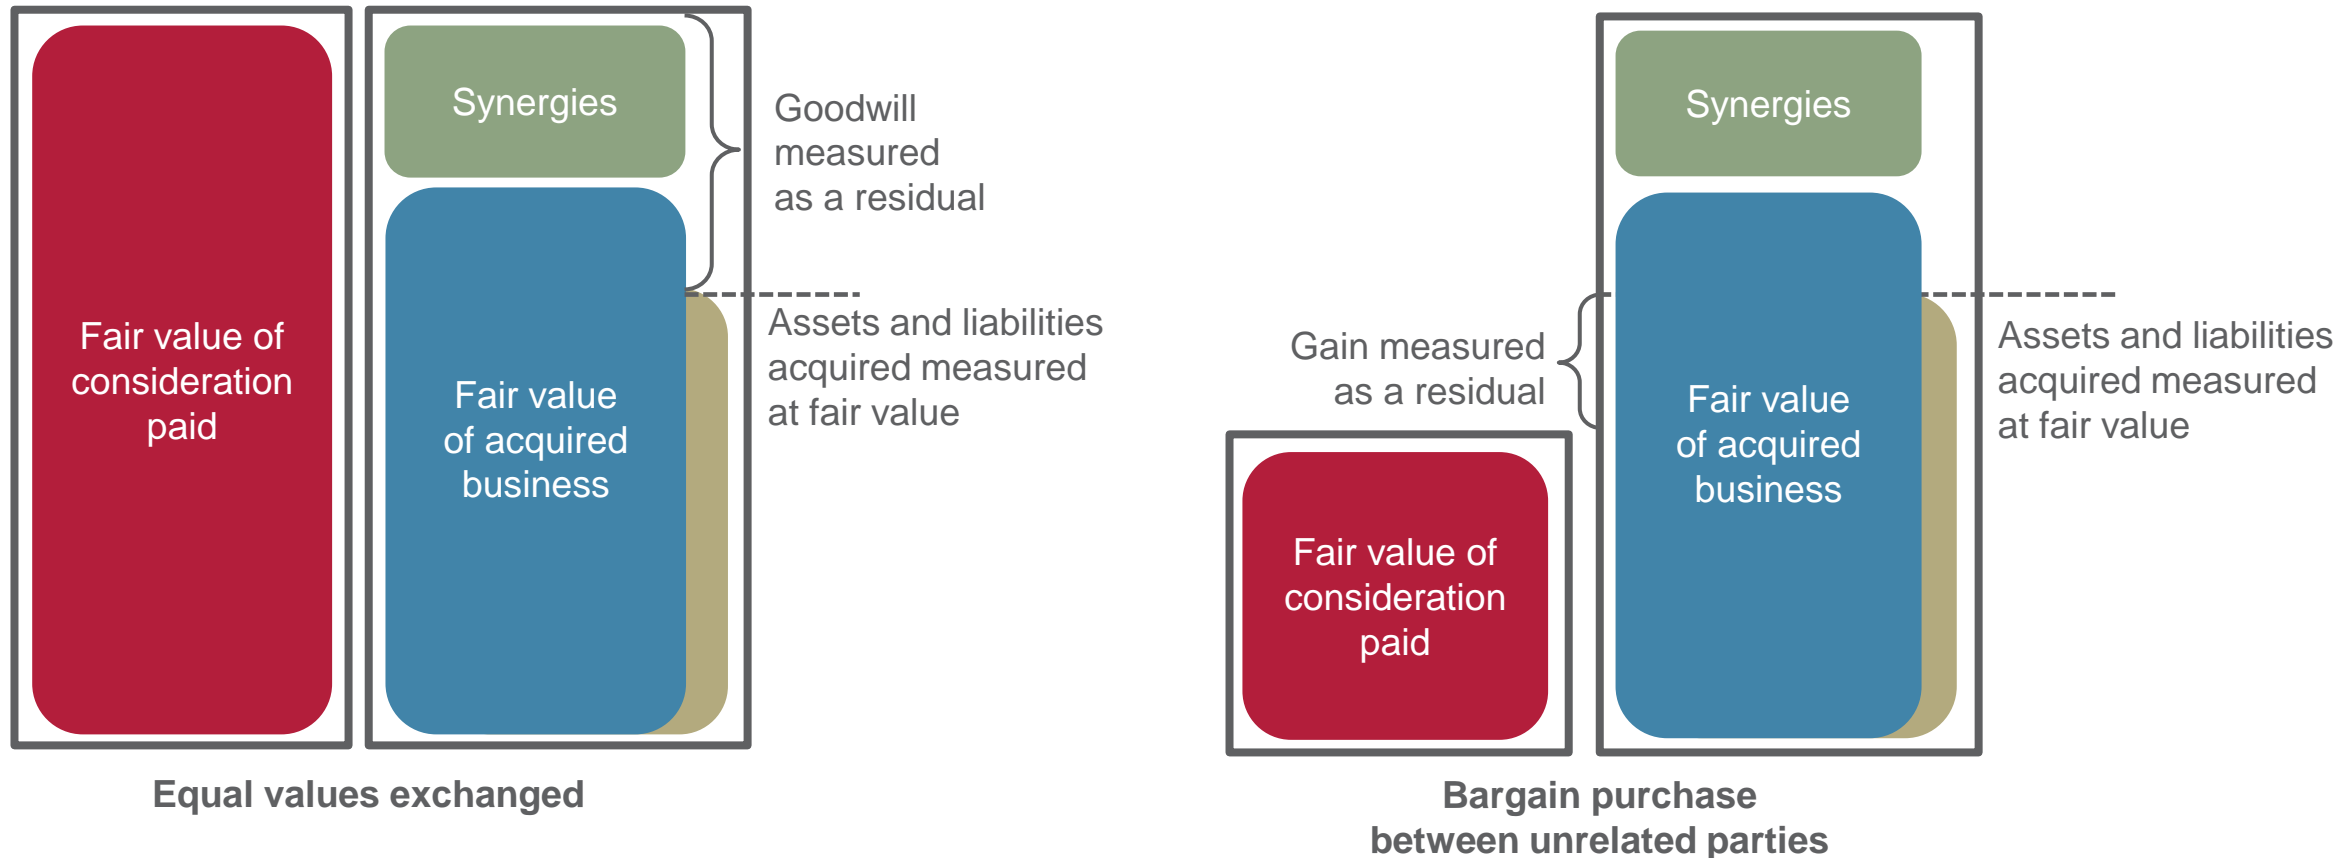 Fair value of
consideration
paid
Synergies
Fair value
of acquired
business
Goodwill
measured
as a residual
Assets and liabilities
acquired measured
at fair value
Equal values exchanged
Gain measured
as a residual
Fair value of
consideration
paid
Synergies
Fair value
of acquired
business
Assets and liabilities
acquired measured
at fair value
Bargain purchase
between unrelated parties